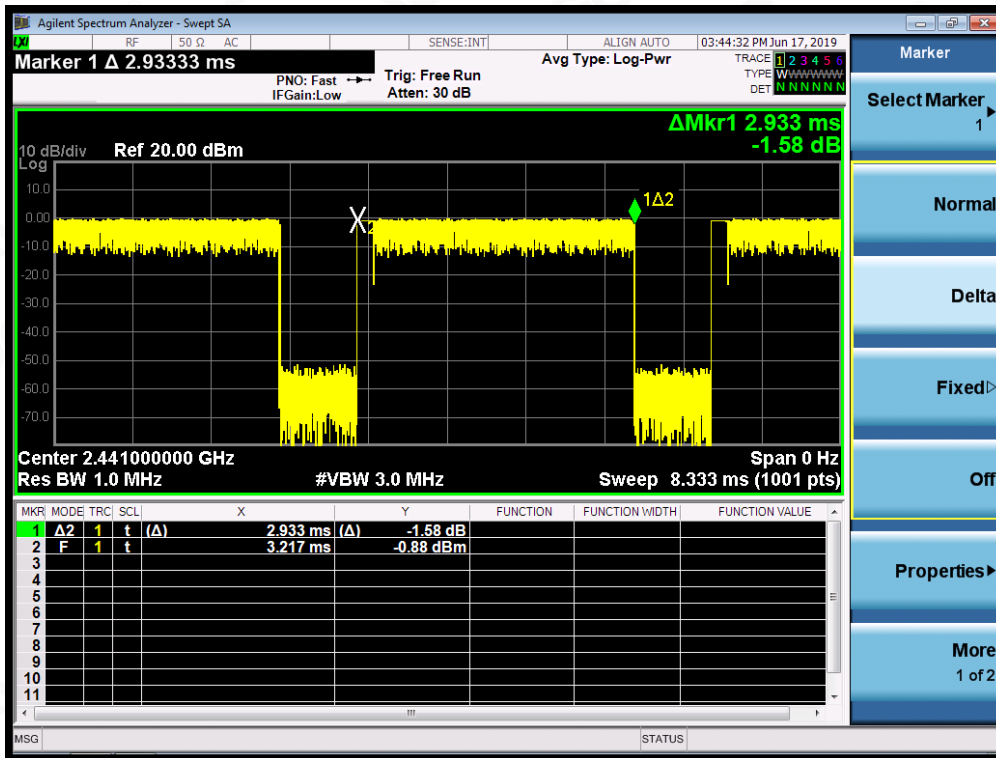 Agilent Spectrum Analyzer - Swept SA
LXI RF 50 Ω AC SENSE:INT ALIGN AUTO 03:44:32 PM Jun 17, 2019
Marker 1 Δ 2.93333 ms
Avg Type: Log-Pwr
TRACE 1 2 3 4 5 6
PNO: Fast Trig: Free Run
TYPE WWWWWW
IFGain:Low Atten: 30 dB
DET N N N N N N
ΔMkr1 2.933 ms
-1.58 dB
10 dB/div Ref 20.00 dBm
Log
10.0
0.00
-10.0
-20.0
-30.0
-40.0
-50.0
-60.0
-70.0
2
1Δ2
Center 2.441000000 GHz Span 0 Hz
Res BW 1.0 MHz #VBW 3.0 MHz Sweep 8.333 ms (1001 pts)
MKR MODE TRC SCL X Y FUNCTION FUNCTION WIDTH FUNCTION VALUE
1 Δ2 1 t (Δ) 2.933 ms (Δ) -1.58 dB
2 F 1 t 3.217 ms -0.88 dBm
3
4
5
6
7
8
9
10
11
MSG STATUS
Marker
Select Marker
1
Normal
Delta
Fixed
Off
Properties
More
1 of 2